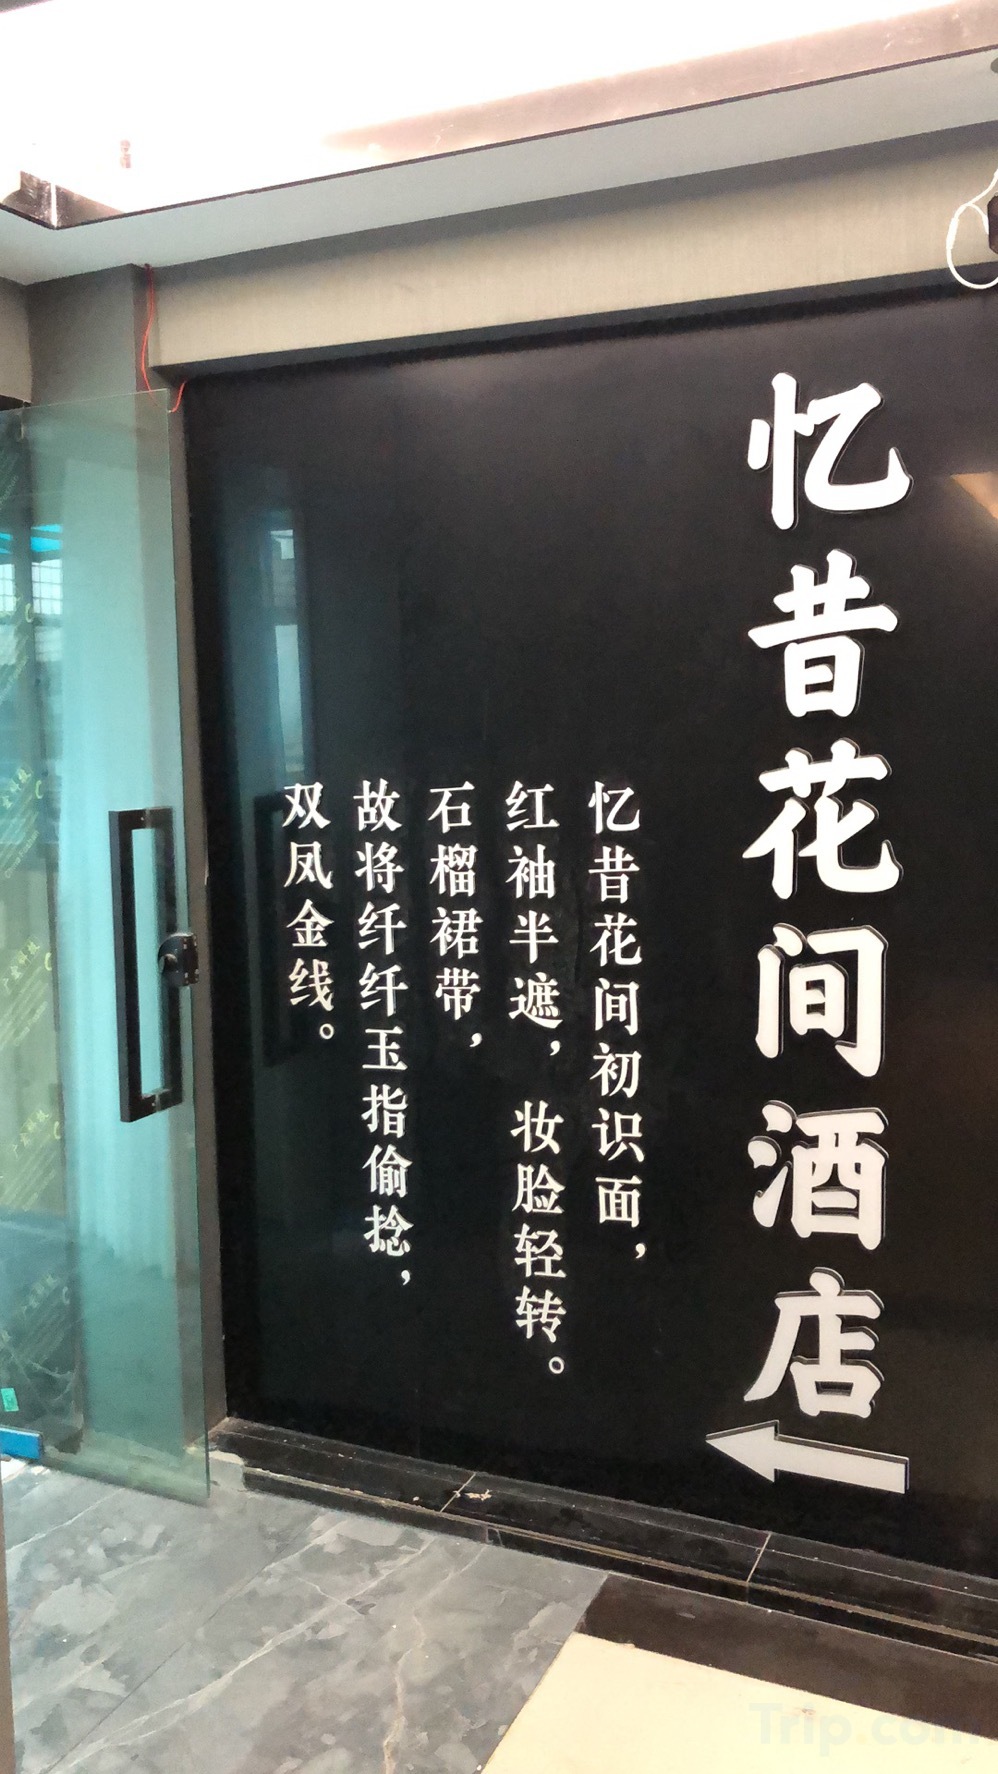 忆昔花间酒店
忆昔花间初识面，
红袖半遮，妆脸轻转。
石榴裙带，
故将纤纤玉指偷捻，
双凤金线。
Trip.com